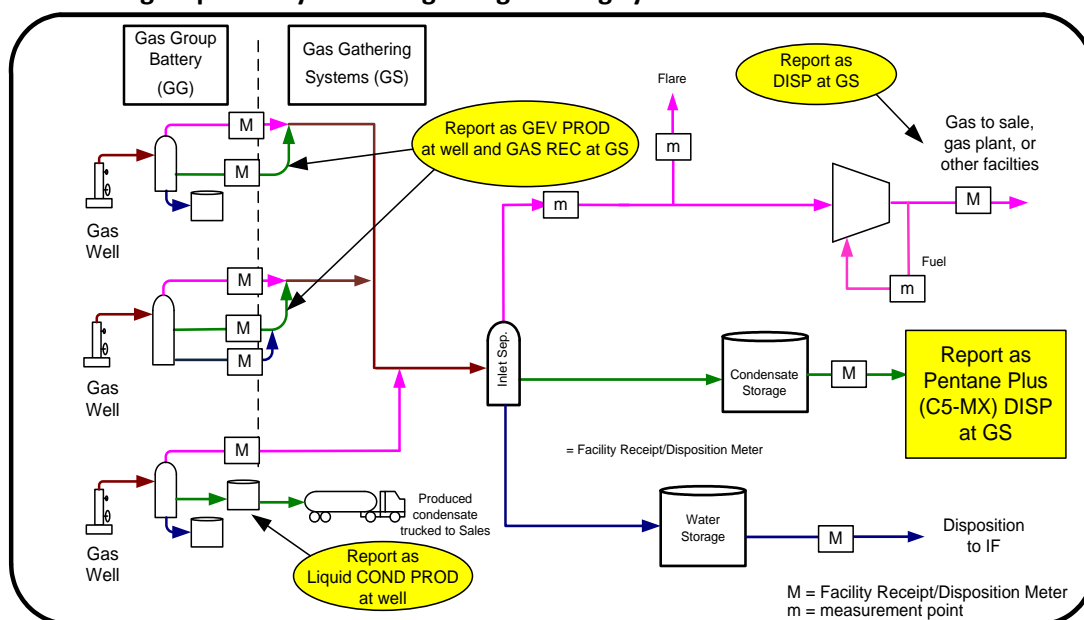 Gas Group
Battery
(GG)
Gas Gathering
Systems (GS)
Report as
DISP at GS
Flare
Gas to sale,
gas plant, or
other facilties
Report as GEV PROD
at well and GAS REC at GS
M
M
Gas
Well
m
m
M
Fuel
m
M
M
M
Gas
Well
Inlet Sep.
Condensate
Storage
M
Report as
Pentane Plus
(C5-MX) DISP
at GS
= Facility Receipt/Disposition Meter
M
Produced
condensate
trucked to Sales
Gas
Well
Report as
Liquid COND PROD
at well
Water
Storage
M
Disposition
to IF
M = Facility Receipt/Disposition Meter
m = measurement point